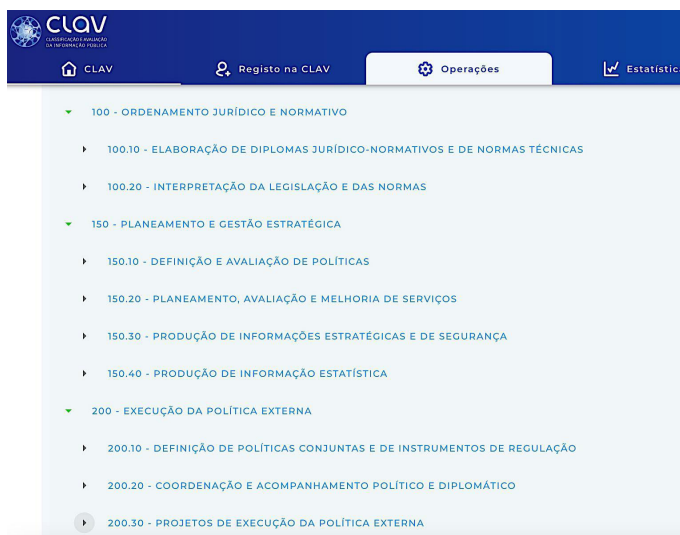 CLAV
CLASSIFICAÇÃO E AVALIAÇÃO
DA INFORMAÇÃO PÚBLICA
CLAV
Registo na CLAV
Operações
Estatístic
100 - ORDENAMENTO JURÍDICO E NORMATIVO
100.10 - ELABORAÇÃO DE DIPLOMAS JURÍDICO-NORMATIVOS E DE NORMAS TÉCNICAS
100.20 - INTERPRETAÇÃO DA LEGISLAÇÃO E DAS NORMAS
150 - PLANEAMENTO E GESTÃO ESTRATÉGICA
150.10 - DEFINIÇÃO E AVALIAÇÃO DE POLÍTICAS
150.20 - PLANEAMENTO, AVALIAÇÃO E MELHORIA DE SERVIÇOS
150.30 - PRODUÇÃO DE INFORMAÇÕES ESTRATÉGICAS E DE SEGURANÇA
150.40 - PRODUÇÃO DE INFORMAÇÃO ESTATÍSTICA
200 - EXECUÇÃO DA POLÍTICA EXTERNA
200.10 - DEFINIÇÃO DE POLÍTICAS CONJUNTAS E DE INSTRUMENTOS DE REGULAÇÃO
200.20 - COORDENAÇÃO E ACOMPANHAMENTO POLÍTICO E DIPLOMÁTICO
200.30 - PROJETOS DE EXECUÇÃO DA POLÍTICA EXTERNA